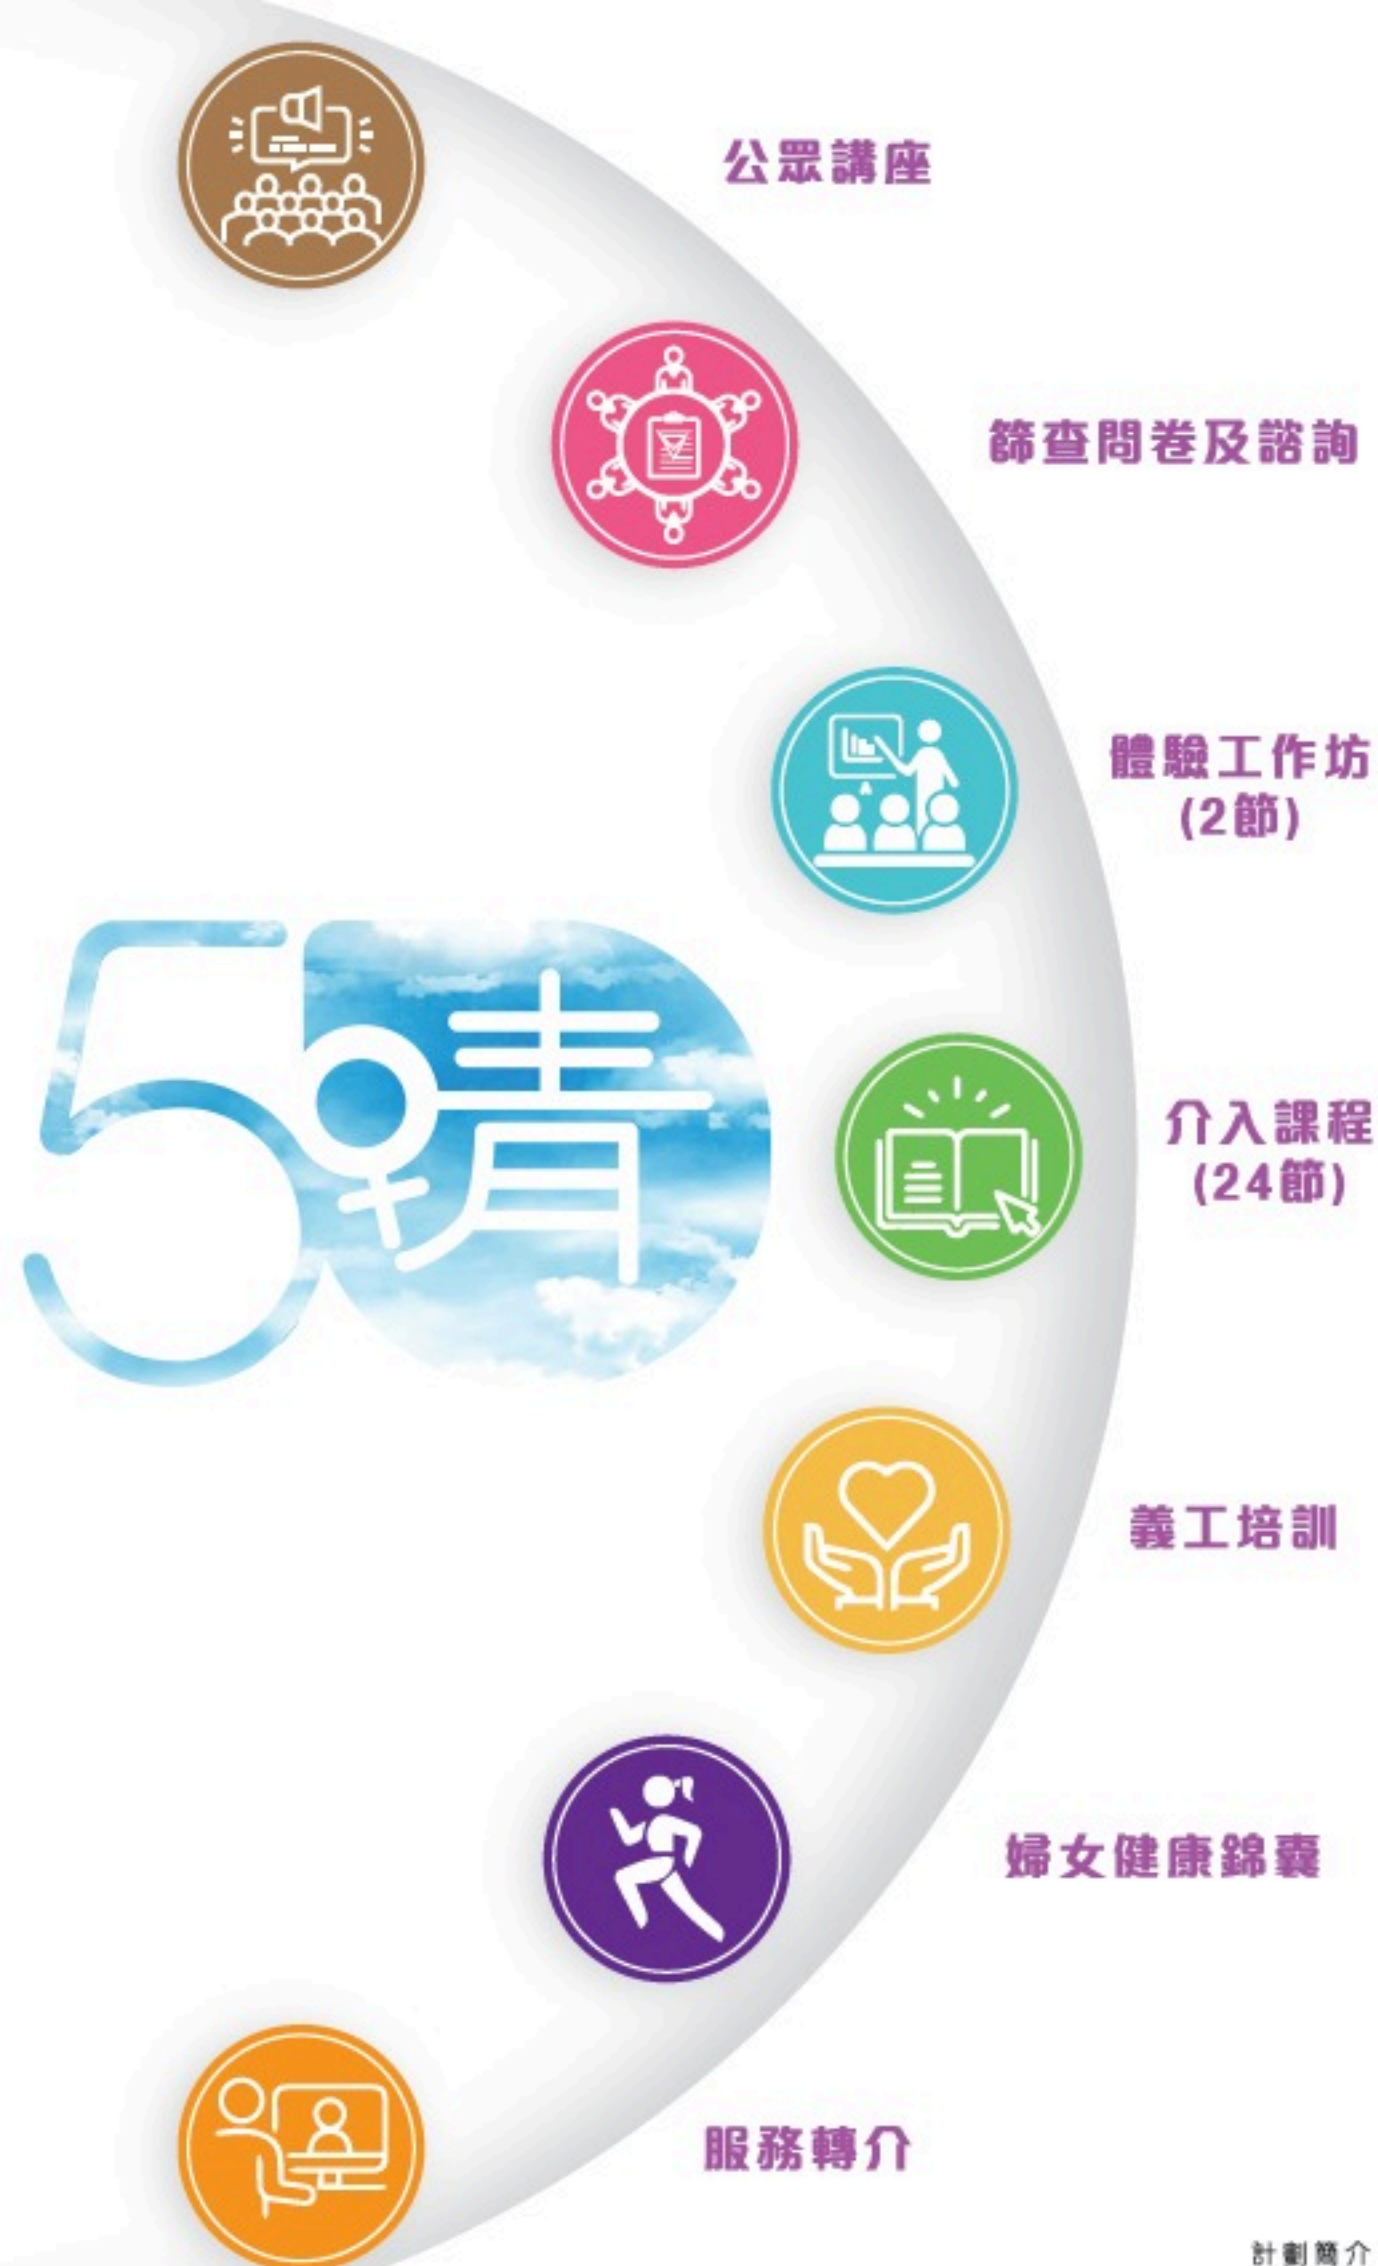 公眾講座
篩查問卷及諮詢
體驗工作坊
(2節)
50晴
介入課程
(24節)
義工培訓
婦女健康錦囊
服務轉介
計劃簡介